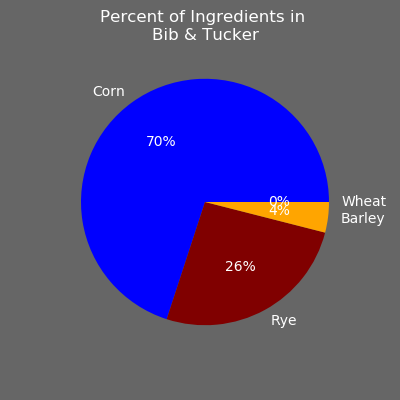 Percent of Ingredients in
Bib & Tucker
Corn
70%
0%
Wheat
4%
Barley
26%
Rye